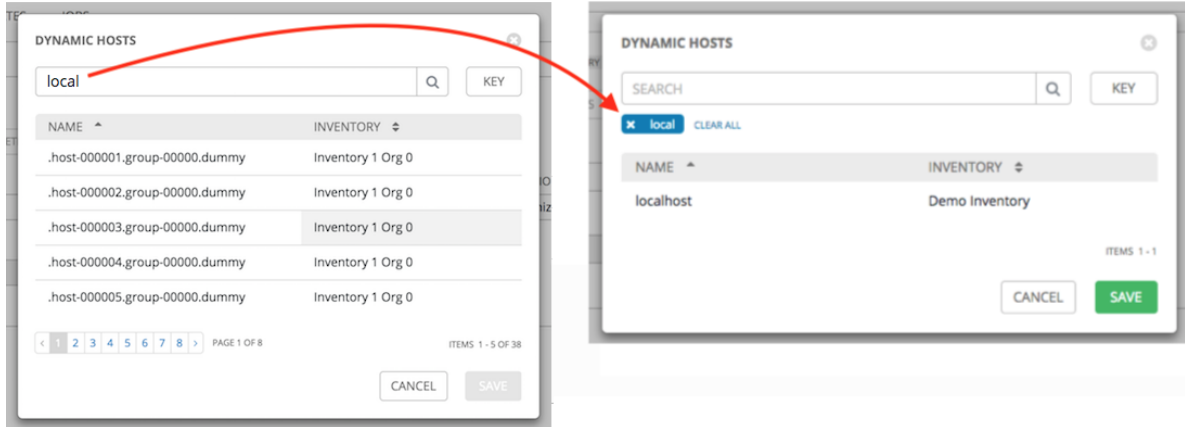 DYNAMIC HOSTS
local
KEY
NAME INVENTORY
.host-000001.group-00000.dummy Inventory 1 Org 0
.host-000002.group-00000.dummy Inventory 1 Org 0
.host-000003.group-00000.dummy Inventory 1 Org 0
.host-000004.group-00000.dummy Inventory 1 Org 0
.host-000005.group-00000.dummy Inventory 1 Org 0
< 1 2 3 4 5 6 7 8 > PAGE 1 OF 8 ITEMS 1 - 5 OF 38
CANCEL SAVE
DYNAMIC HOSTS
SEARCH KEY
local CLEAR ALL
NAME INVENTORY
localhost Demo Inventory
ITEMS 1 - 1
CANCEL SAVE